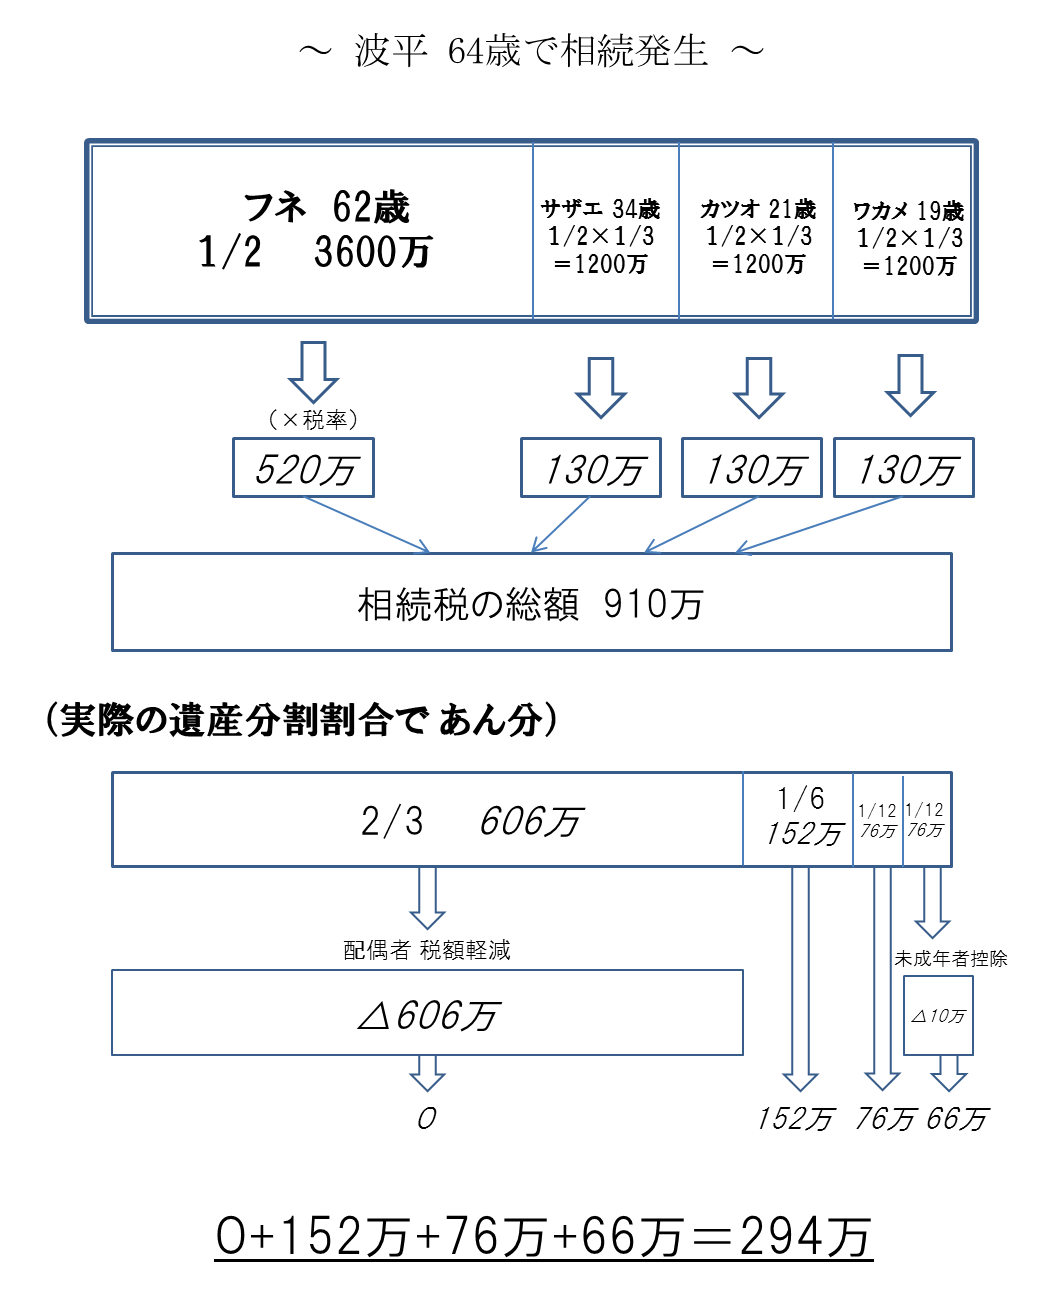 ～ 波平 64歳で相続発生 ～
フネ 62歳
1/2 3600万
サザエ 34歳
1/2×1/3
＝1200万
カツオ 21歳
1/2×1/3
＝1200万
ワカメ 19歳
1/2×1/3
＝1200万
（×税率）
520万
130万
130万
130万
相続税の総額 910万
（実際の遺産分割割合で あん分）
2/3 606万
1/6
152万
1/12
76万
1/12
76万
配偶者 税額軽減
未成年者控除
△606万
△10万
0
152万
76万
66万
0+152万+76万+66万＝294万